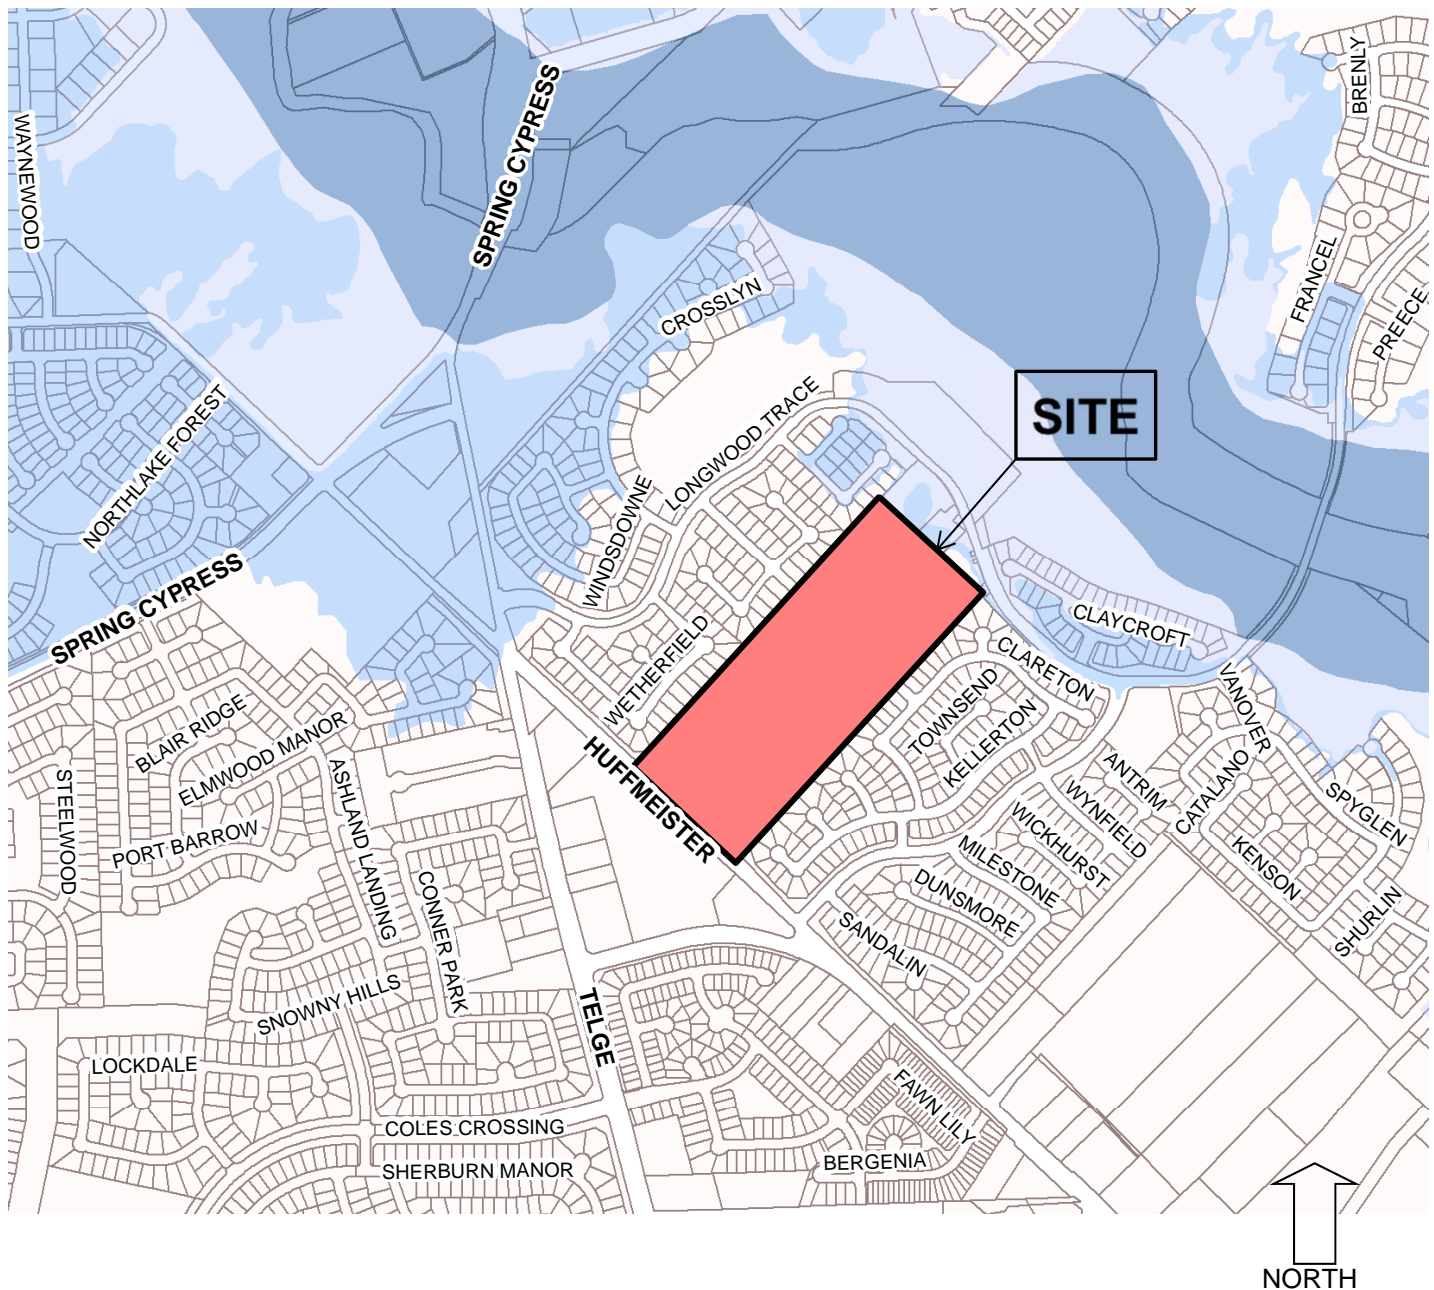 BRENLY
SPRING CYPRESS
WAYNEWOOD
FRANCEL
PREECE
CROSSLYN
SITE
LONGWOOD TRACE
NORTHLAKE FOREST
WINDSDOWNE
SPRING CYPRESS
CLAYCROFT
WETHERFIELD
CLARETON
VANOVER
TOWNSEND
KELLERTON
BLAIR RIDGE
ELMWOOD MANOR
HUFFMEISTER
ANTRIM
CATALANO
WYNFIELD
SPYGLEN
STEELWOOD
ASHLAND LANDING
PORT BARROW
WICKHURST
MILESTONE
KENSON
DUNSMORE
CONNER PARK
SHURLIN
SANDALIN
SNOWNY HILLS
TELGE
LOCKDALE
FAWN LILY
COLES CROSSING
SHERBURN MANOR
BERGENIA
NORTH